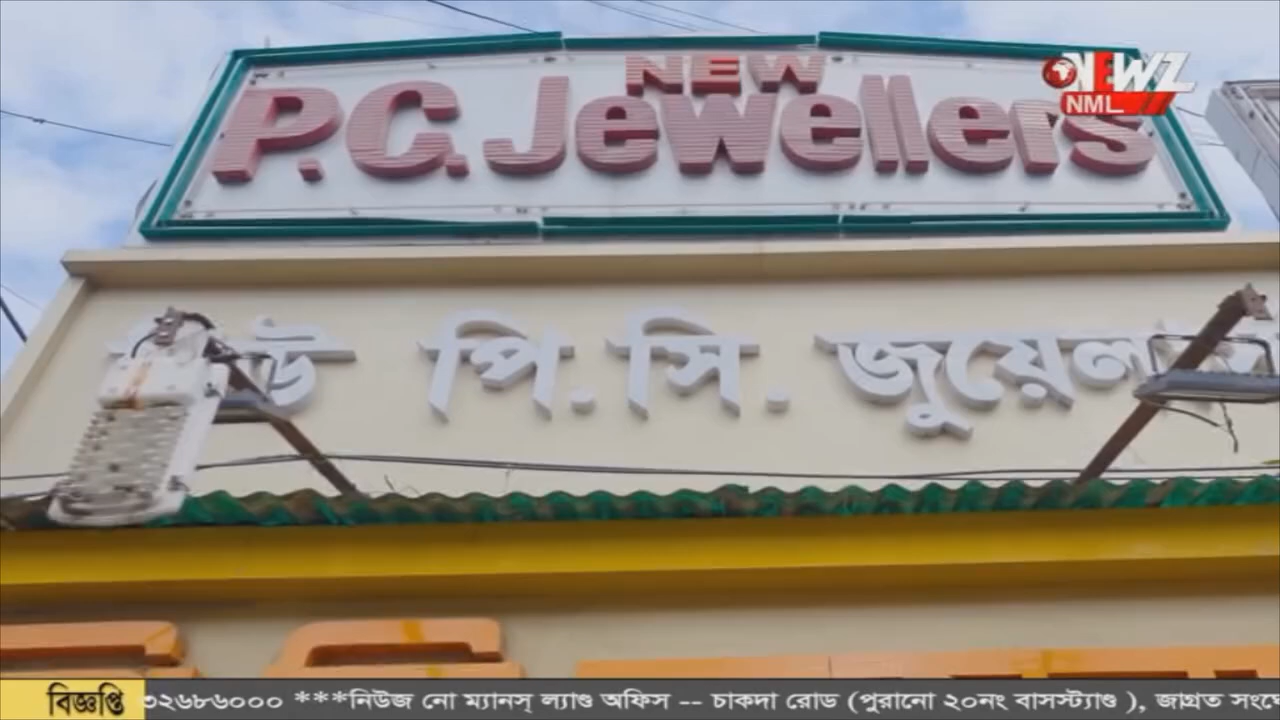 NEW
P.C. Jewellers
NEWZ
NML
পি. সি. জুয়েল
বিজ্ঞপ্তি
৩২৬৮৬০০০ ***নিউজ নো ম্যানস্ ল্যাণ্ড অফিস -- চাকদা রোড (পুরানো ২০নং বাসস্ট্যাণ্ড ), জাগ্রত সংঘে